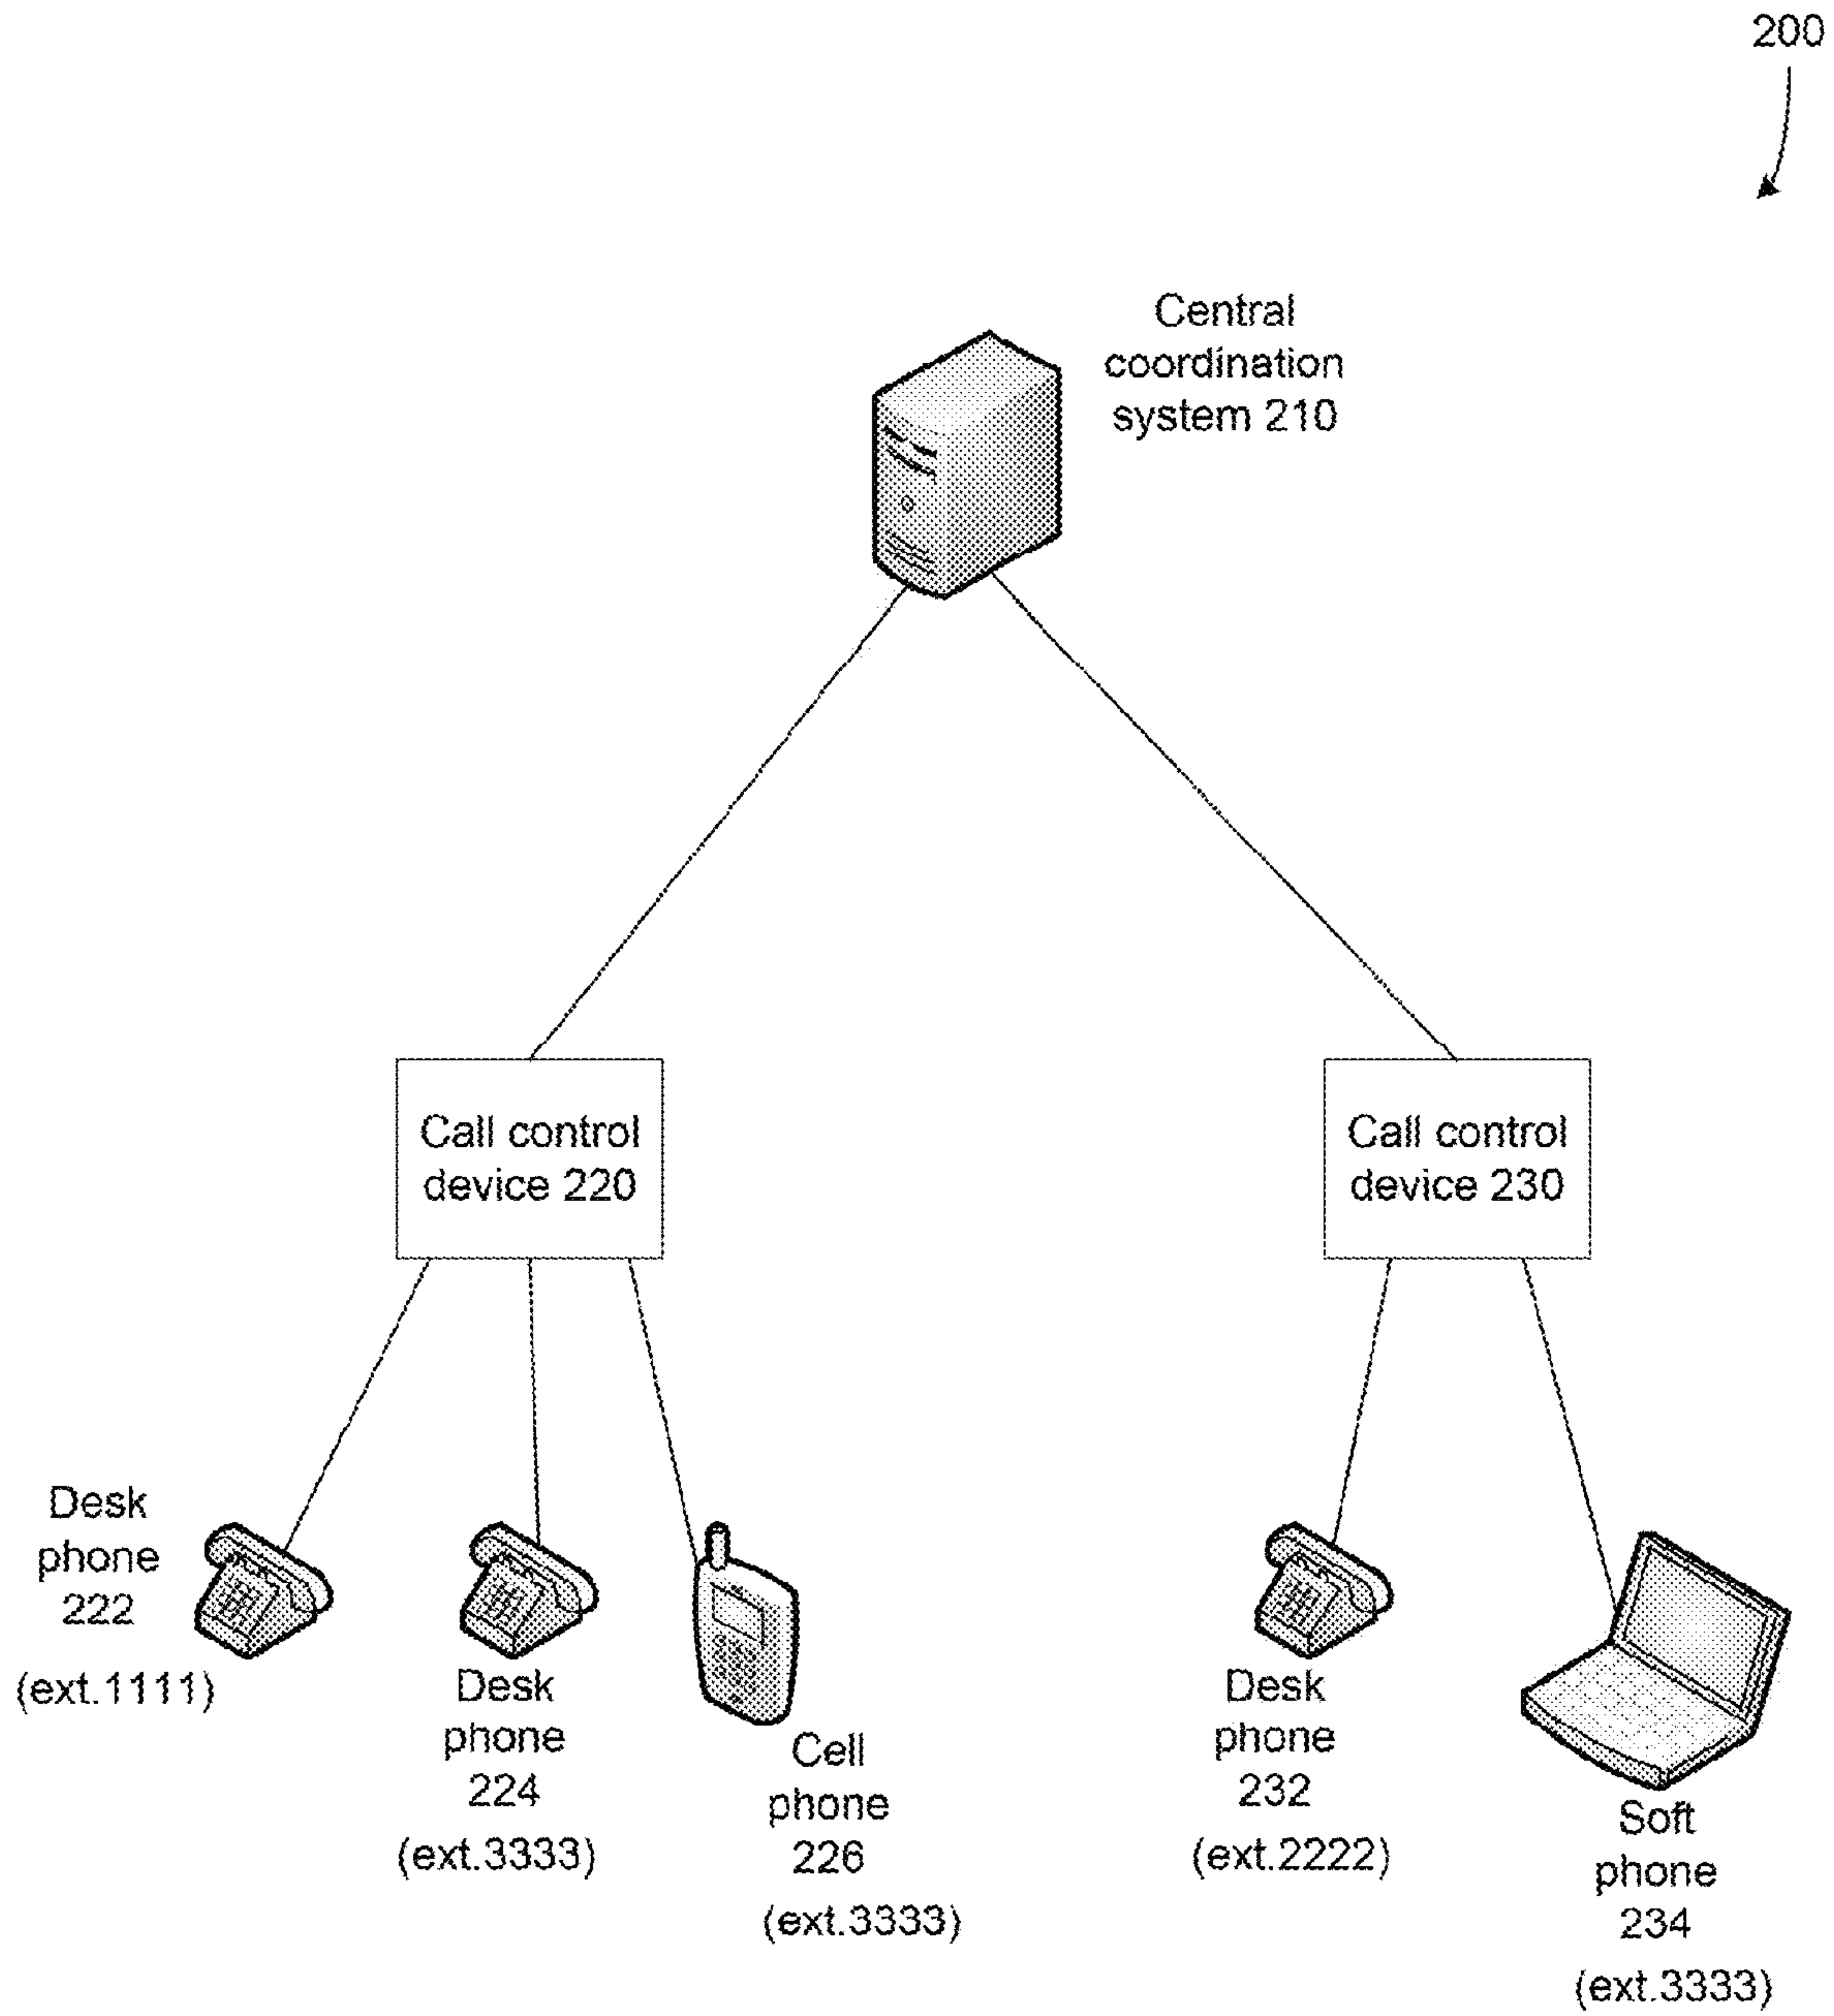 200
Central
coordination
system 210
Call control
device 220
Call control
device 230
Desk
phone
222
(ext.1111)
Desk
phone
224
(ext.3333)
Cell
phone
226
(ext.3333)
Desk
phone
232
(ext.2222)
Soft
phone
234
(ext.3333)